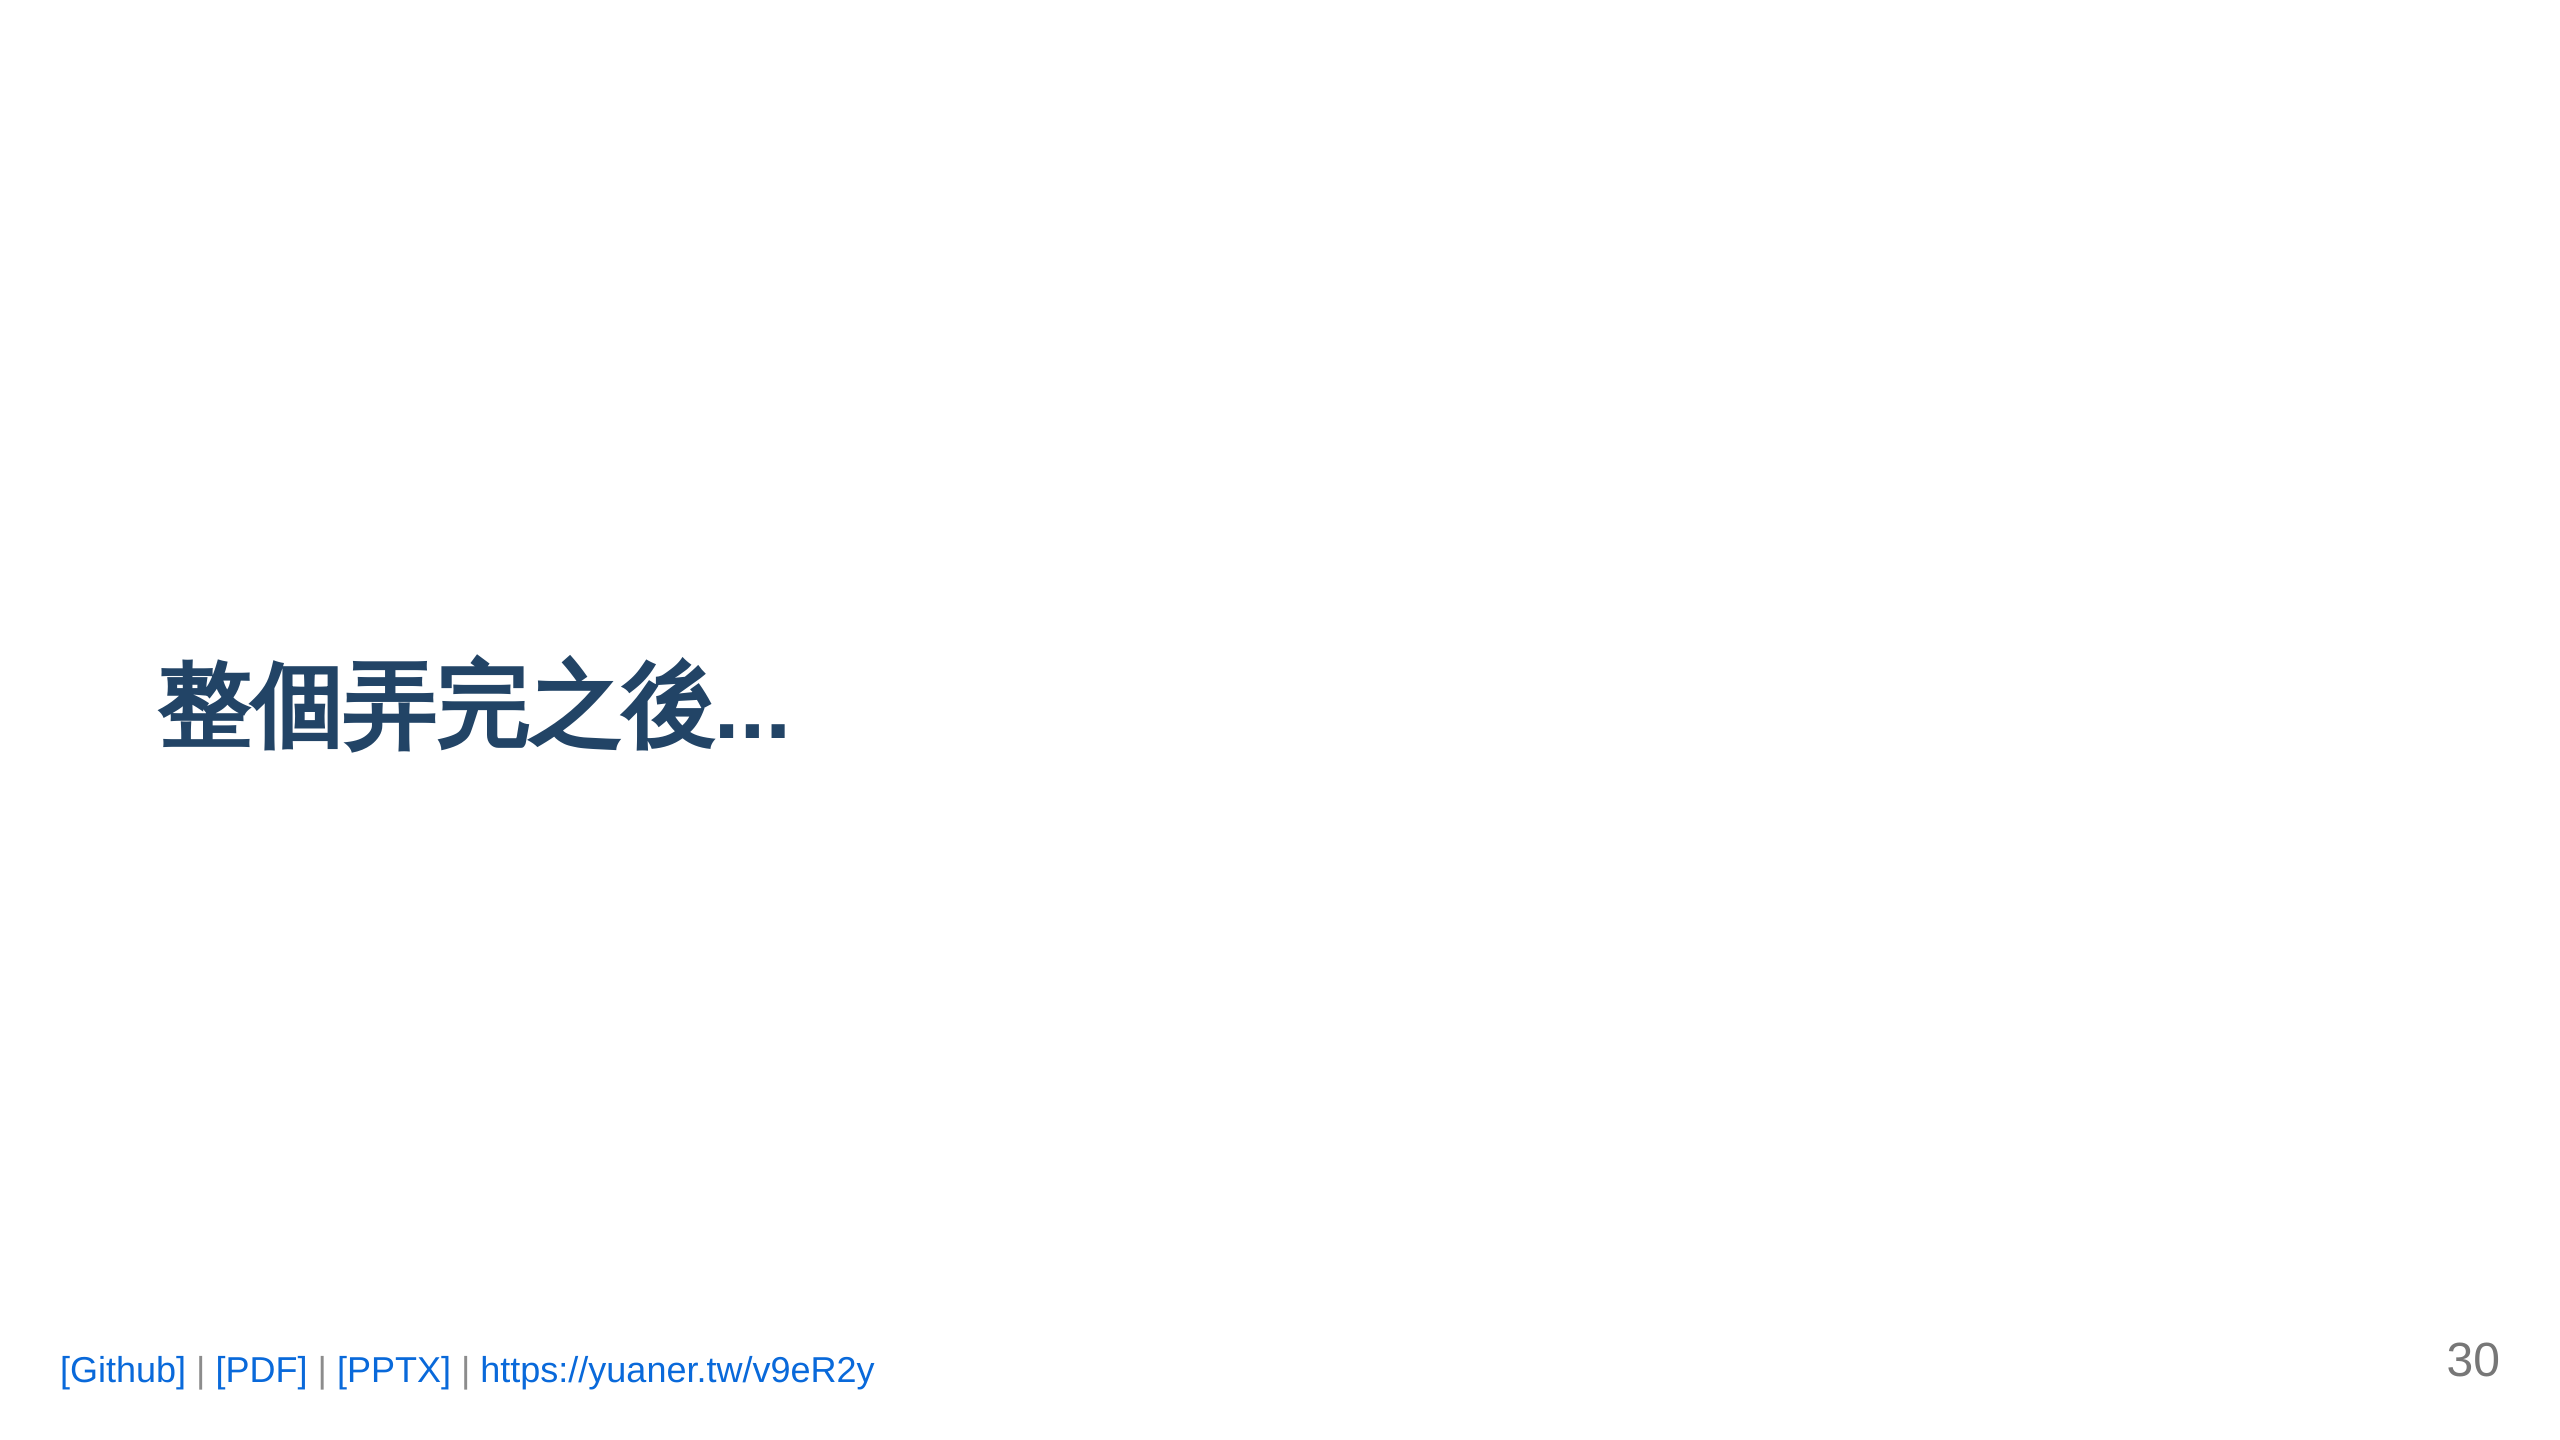 整個弄完之後...
[Github] | [PDF] | [PPTX] | https://yuaner.tw/v9eR2y
30